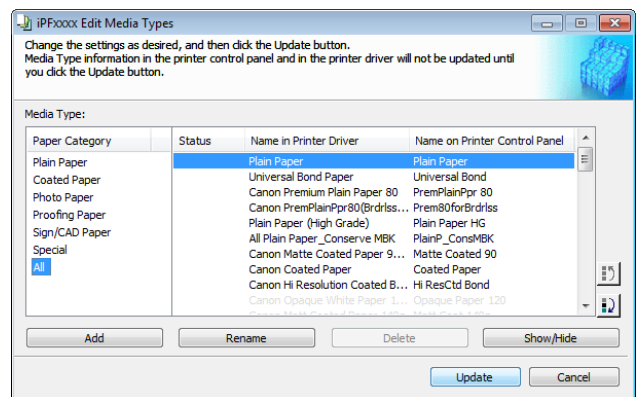 iPFxxxx Edit Media Types
Change the settings as desired, and then click the Update button.
Media Type information in the printer control panel and in the printer driver will not be updated until
you click the Update button.
Media Type:
Paper Category Status Name in Printer Driver Name on Printer Control Panel
Plain Paper Plain Paper Plain Paper
Coated Paper Universal Bond Paper Universal Bond
Photo Paper Canon Premium Plain Paper 80 PremPlainPpr 80
Proofing Paper Canon PremPlainPpr80(Brdrlss... Prem80forBrdrlss
Sign/CAD Paper Plain Paper (High Grade) Plain Paper HG
Special All Plain Paper_Conserve MBK PlainP_ConsMBK
All Canon Matte Coated Paper 9... Matte Coated 90
Canon Coated Paper Coated Paper
Canon Hi Resolution Coated B... Hi ResCtd Bond
Canon Opaque White Paper 1... Opaque Paper 120
Add Rename Delete Show/Hide
Update Cancel